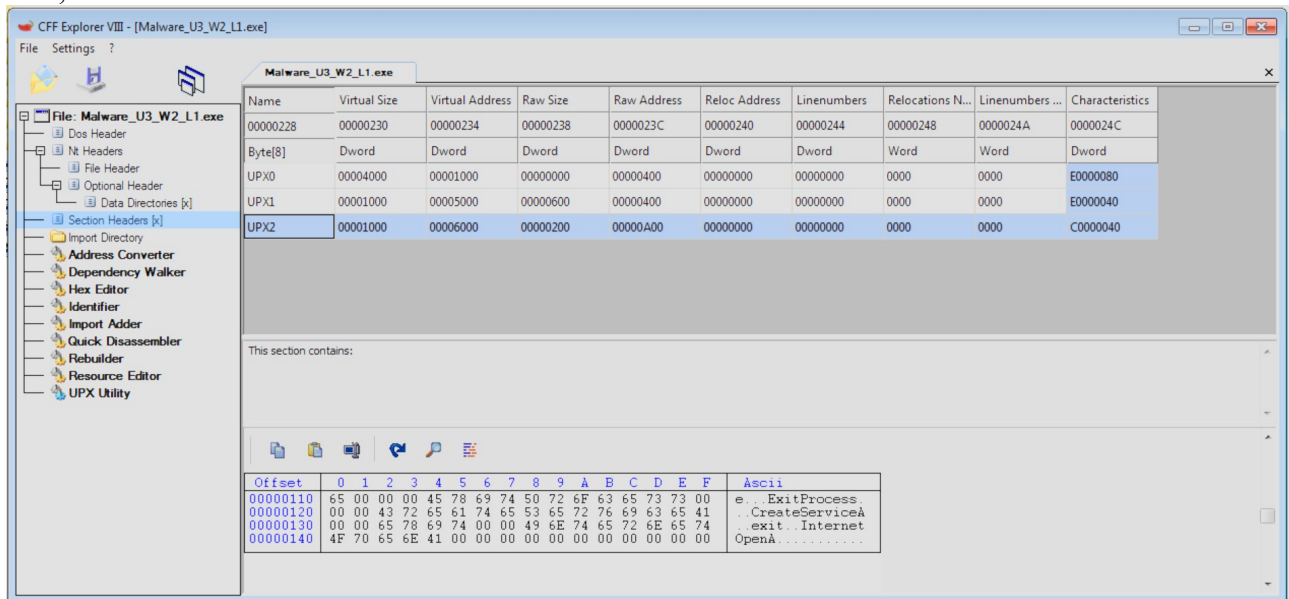 CFF Explorer VIII - [Malware_U3_W2_L1.exe]
File Settings ?
Malware_U3_W2_L1.exe
File: Malware_U3_W2_L1.exe
Dos Header
Nt Headers
File Header
Optional Header
Data Directories [x]
Section Headers [x]
Import Directory
Address Converter
Dependency Walker
Hex Editor
Identifier
Import Adder
Quick Disassembler
Rebuilder
Resource Editor
UPX Utility
Name Virtual Size Virtual Address Raw Size Raw Address Reloc Address Linenumbers Relocations N... Linenumbers ... Characteristics
00000228 00000230 00000234 00000238 0000023C 00000240 00000244 00000248 0000024A 0000024C
Byte[8] Dword Dword Dword Dword Dword Dword Word Word Dword
UPX0 00004000 00001000 00000000 00000400 00000000 00000000 0000 0000 E0000080
UPX1 00001000 00005000 00000600 00000400 00000000 00000000 0000 0000 E0000040
UPX2 00001000 00006000 00000200 00000A00 00000000 00000000 0000 0000 C0000040
This section contains:
Offset 0 1 2 3 4 5 6 7 8 9 A B C D E F Ascii
00000110 65 00 00 00 45 78 69 74 50 72 6F 63 65 73 73 00 e...ExitProcess.
00000120 00 00 43 72 65 61 74 65 53 65 72 76 69 63 65 41 ..CreateServiceA
00000130 00 00 65 78 69 74 00 00 49 6E 74 65 72 6E 65 74 ..exit..Internet
00000140 4F 70 65 6E 41 00 00 00 00 00 00 00 00 00 00 00 OpenA...........